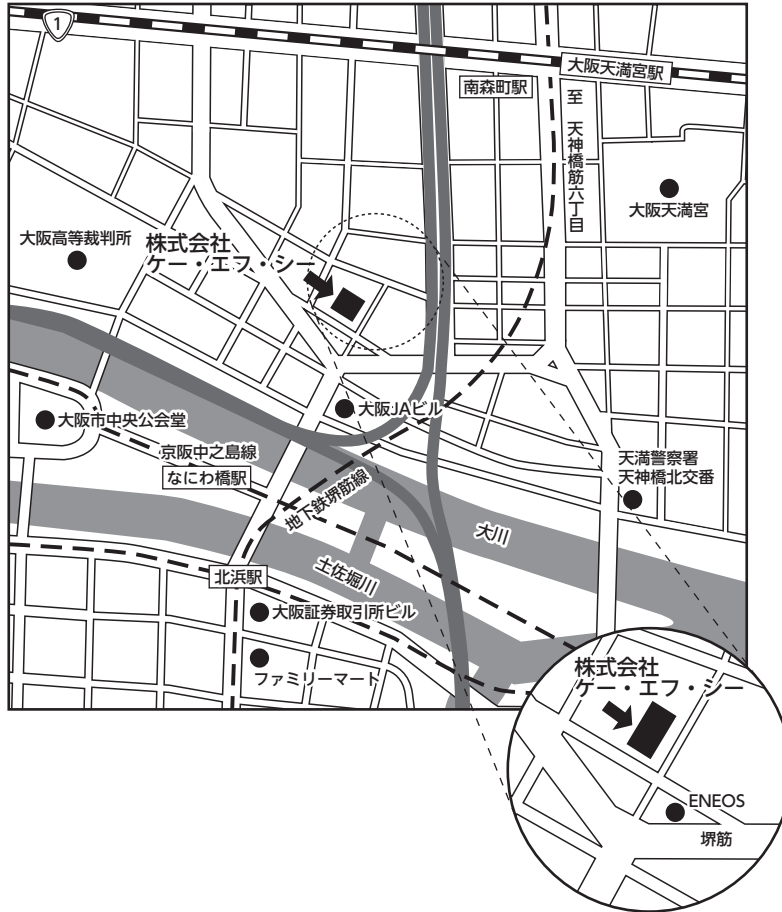 1
大阪天満宮駅
南森町駅
至 天神橋筋六丁目
大阪天満宮
大阪高等裁判所
株式会社
ケー・エフ・シー
大阪JAビル
大阪市中央公会堂
京阪中之島線
なにわ橋駅
地下鉄堺筋線
天満警察署
天神橋北交番
大川
土佐堀川
北浜駅
大阪証券取引所ビル
ファミリーマート
株式会社
ケー・エフ・シー
ENEOS
堺筋